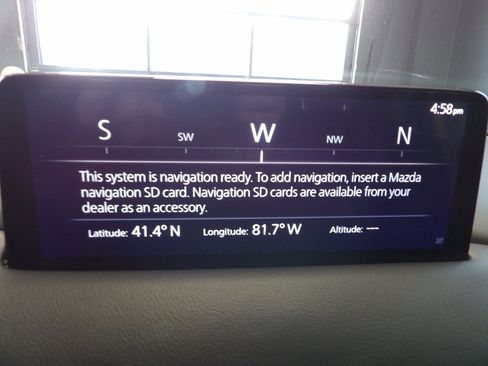 4:58pm
S SW W NW N
This system is navigation ready. To add navigation, insert a Mazda
navigation SD card. Navigation SD cards are available from your
dealer as an accessory.
Latitude: 41.4° N Longitude: 81.7° W Altitude: ---